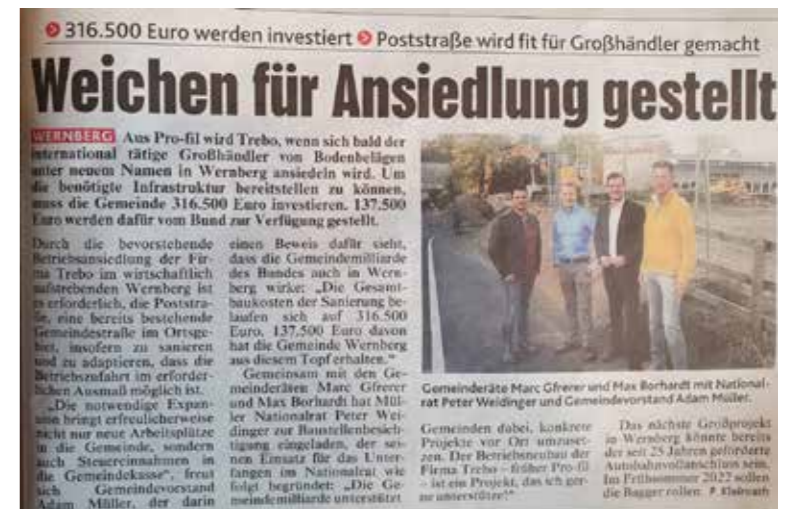 316.500 Euro werden investiert Poststraße wird fit für Großhändler gemacht
Weichen für Ansiedlung gestellt
WERNBERG Aus Pro-fil wird Trebo, wenn sich bald der
international tätige Großhändler von Bodenbelägen
unter neuem Namen in Wernberg ansiedeln wird. Um
die benötigte Infrastruktur bereitstellen zu können,
muss die Gemeinde 316.500 Euro investieren. 137.500
Euro werden dafür vom Bund zur Verfügung gestellt.
Durch die bevorstehende
Betriebsansiedlung der Fir-
ma Trebo im wirtschaftlich
aufstrebenden Wernberg ist
es erforderlich, die Poststra-
ße, eine bereits bestehende
Gemeindestraße im Ortsge-
biet, insofern zu sanieren
und zu adaptieren, dass die
Betriebszufahrt im erforder-
lichen Ausmaß möglich ist.
„Die notwendige Expan-
sion bringt erfreulicherweise
nicht nur neue Arbeitsplätze
in die Gemeinde, sondern
auch Steuereinnahmen in
die Gemeindekasse“, freut
sich Gemeindevorstand
Adam Müller, der darin
einen Beweis dafür sieht,
dass die Gemeindemilliarde
des Bundes auch in Wern-
berg wirke: „Die Gesamt-
baukosten der Sanierung be-
laufen sich auf 316.500
Euro. 137.500 Euro davon
hat die Gemeinde Wernberg
aus diesem Topf erhalten.“
Gemeinsam mit den Ge-
meinderäten Marc Gfrerer
und Max Borhardt hat Mül-
ler Nationalrat Peter Wei-
dinger zur Baustellenbesich-
tigung eingeladen, der sei-
nen Einsatz für das Unter-
fangen im Nationalrat wie
folgt begründet: „Die Ge-
meindemilliarde unterstützt
Gemeinderäte Marc Gfrerer und Max Borhardt mit National-
rat Peter Weidinger und Gemeindevorstand Adam Müller.
Gemeinden dabei, konkrete
Projekte vor Ort umzuset-
zen. Der Betriebsneubau der
Firma Trebo – früher Pro-fil
– ist ein Projekt, das ich ger-
ne unterstütze!“
Das nächste Großprojekt
in Wernberg könnte bereits
der seit 25 Jahren geforderte
Autobahnvollanschluss sein.
Im Frühsommer 2022 sollen
die Bagger rollen. P.